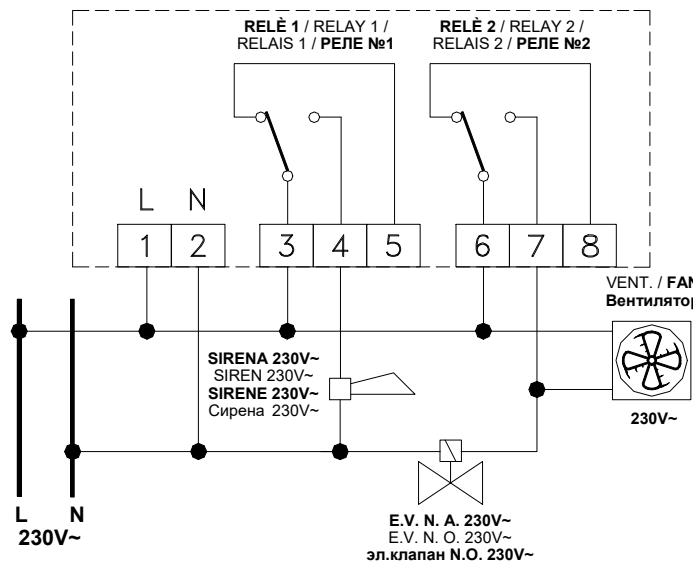 RELÈ 1 / RELAY 1 /
RELAIS 1 / РЕЛЕ №1
RELÈ 2 / RELAY 2 /
RELAIS 2 / РЕЛЕ №2
L N
1 2 3 4 5 6 7 8
VENT. / FAN
Вентилятор
230V~
SIRENA 230V~
SIREN 230V~
SIRENE 230V~
Сирена 230V~
L N
230V~
E.V. N. A. 230V~
E.V. N. O. 230V~
эл.клапан N.O. 230V~